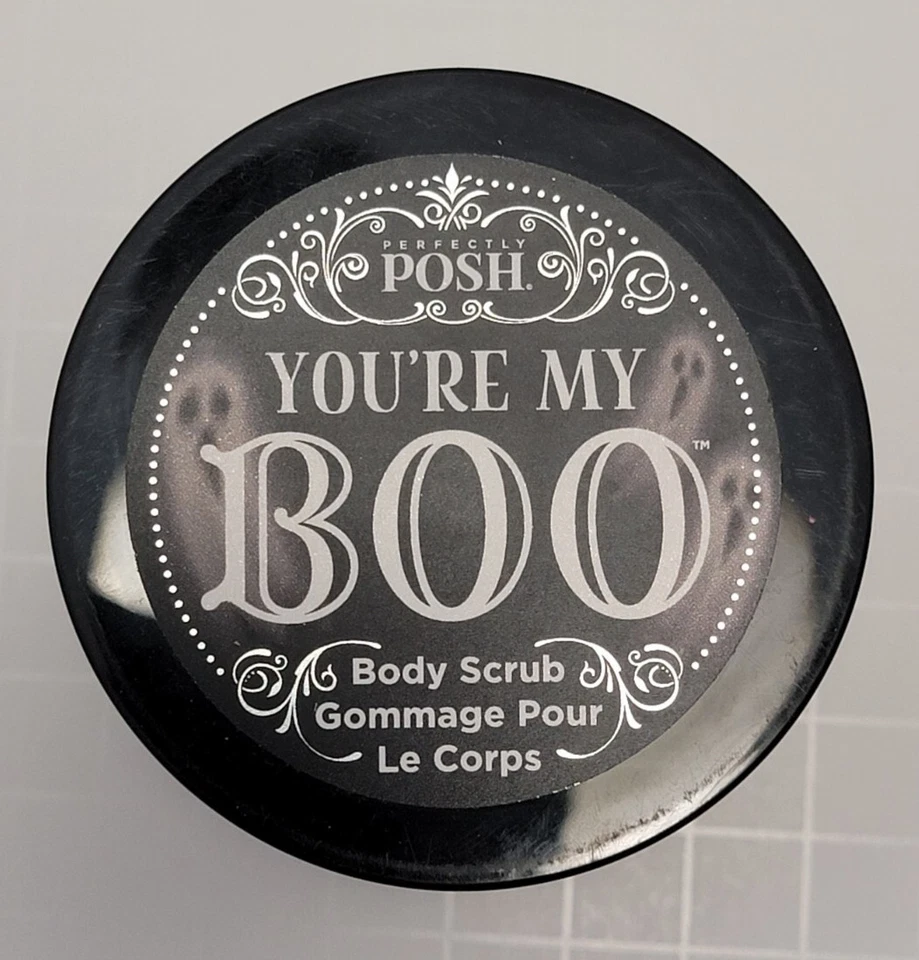 PERFECTLY
POSH.
YOU'RE MY
BOO™
Body Scrub
Gommage Pour
Le Corps